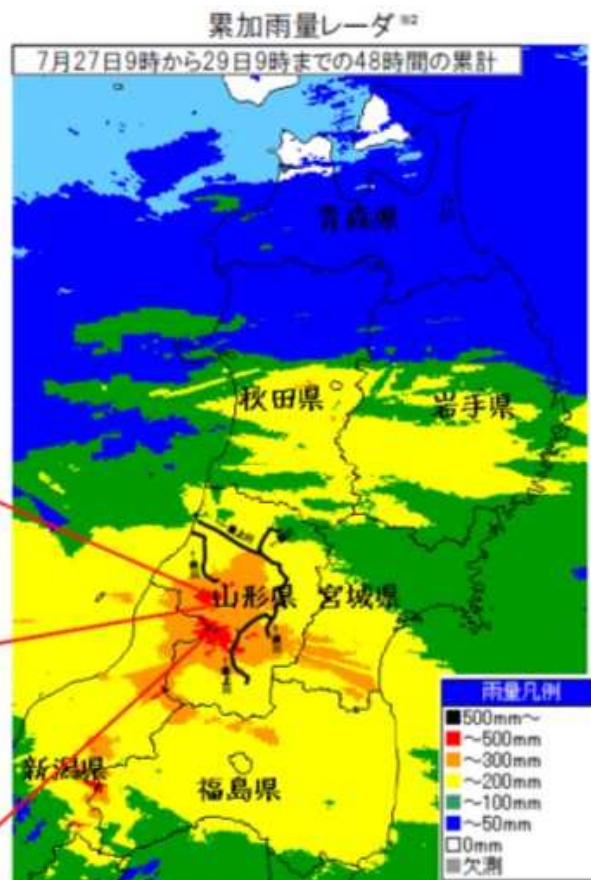 累加雨量レーダ ※2
7月27日9時から29日9時までの48時間の累計
青森県
秋田県
岩手県
山形県
宮城県
新潟県
福島県
雨量凡例
500mm～
～500mm
～300mm
～200mm
～100mm
～50mm
0mm
欠測